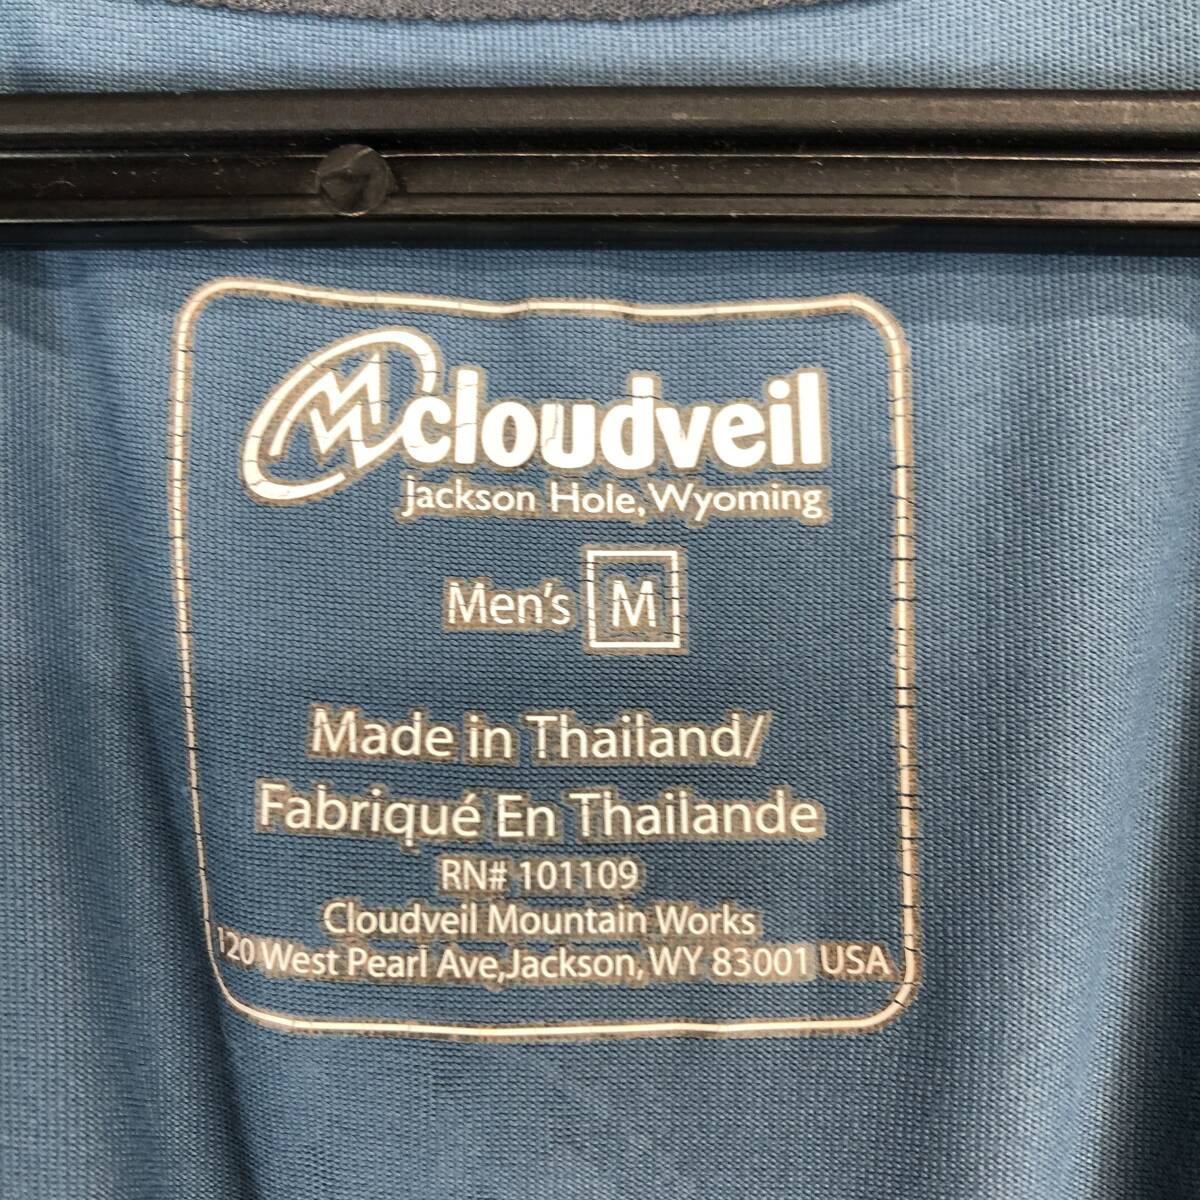 cloudveil
Jackson Hole, Wyoming
Men's M
Made in Thailand/
Fabriqué En Thailande
RN# 101109
Cloudveil Mountain Works
120 West Pearl Ave,Jackson, WY 83001 USA